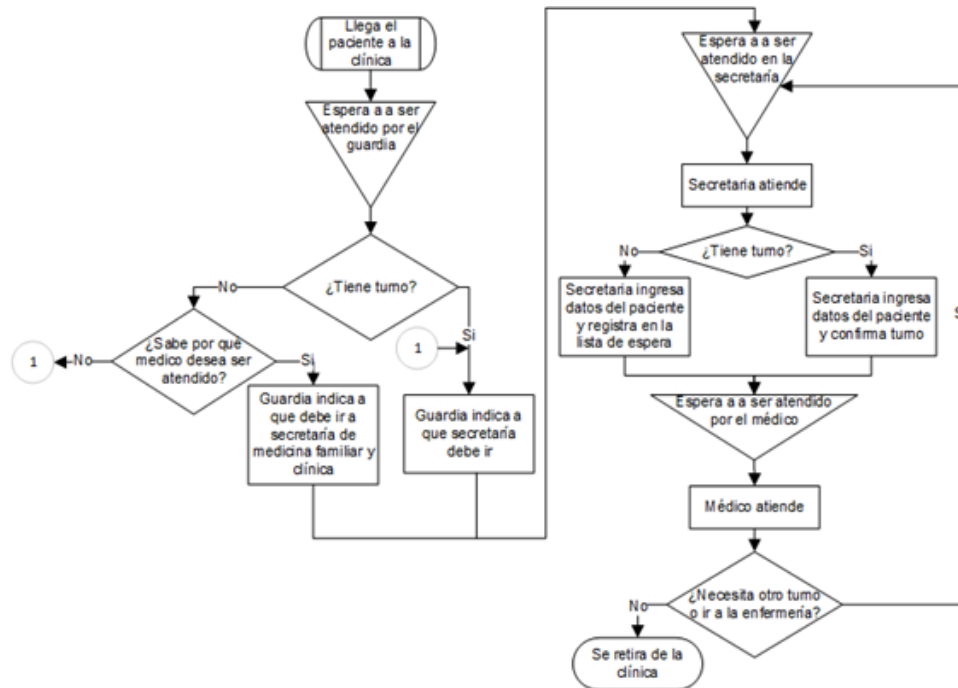 Llega el
paciente a la
clínica
Espera a a ser
atendido por el
guardia
¿Tiene turno?
No
Si
¿Sabe por qué
medico desea ser
atendido?
No
1
Si
1
Guardia indica a
que debe ir a
secretaría de
medicina familiar y
clínica
Guardia indica a
que secretaría
debe ir
Espera a a ser
atendido en la
secretaría
Secretaria atiende
¿Tiene turno?
No
Si
Secretaria ingresa
datos del paciente
y registra en la
lista de espera
Secretaria ingresa
datos del paciente
y confirma turno
S
Espera a a ser atendido
por el médico
Médico atiende
¿Necesita otro turno
o ir a la enfermería?
No
Se retira de la
clínica